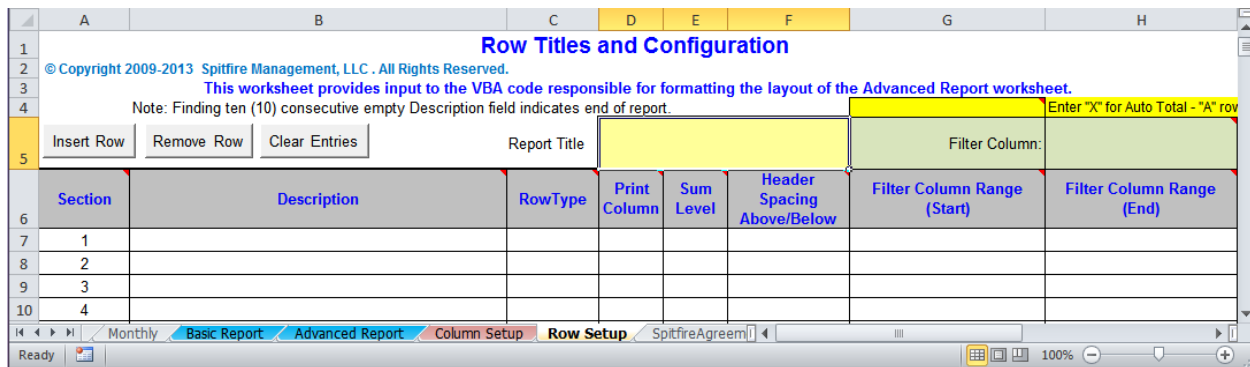 A B C D E F G H
1 Row Titles and Configuration
2 © Copyright 2009-2013 Spitfire Management, LLC . All Rights Reserved.
3 This worksheet provides input to the VBA code responsible for formatting the layout of the Advanced Report worksheet.
4 Note: Finding ten (10) consecutive empty Description field indicates end of report. Enter "X" for Auto Total - "A" rov
5 Insert Row Remove Row Clear Entries Report Title Filter Column:
6 Section Description RowType Print Column Sum Level Header Spacing Above/Below Filter Column Range (Start) Filter Column Range (End)
7 1
8 2
9 3
10 4
Monthly Basic Report Advanced Report Column Setup Row Setup SpitfireAgreem
Ready 100%